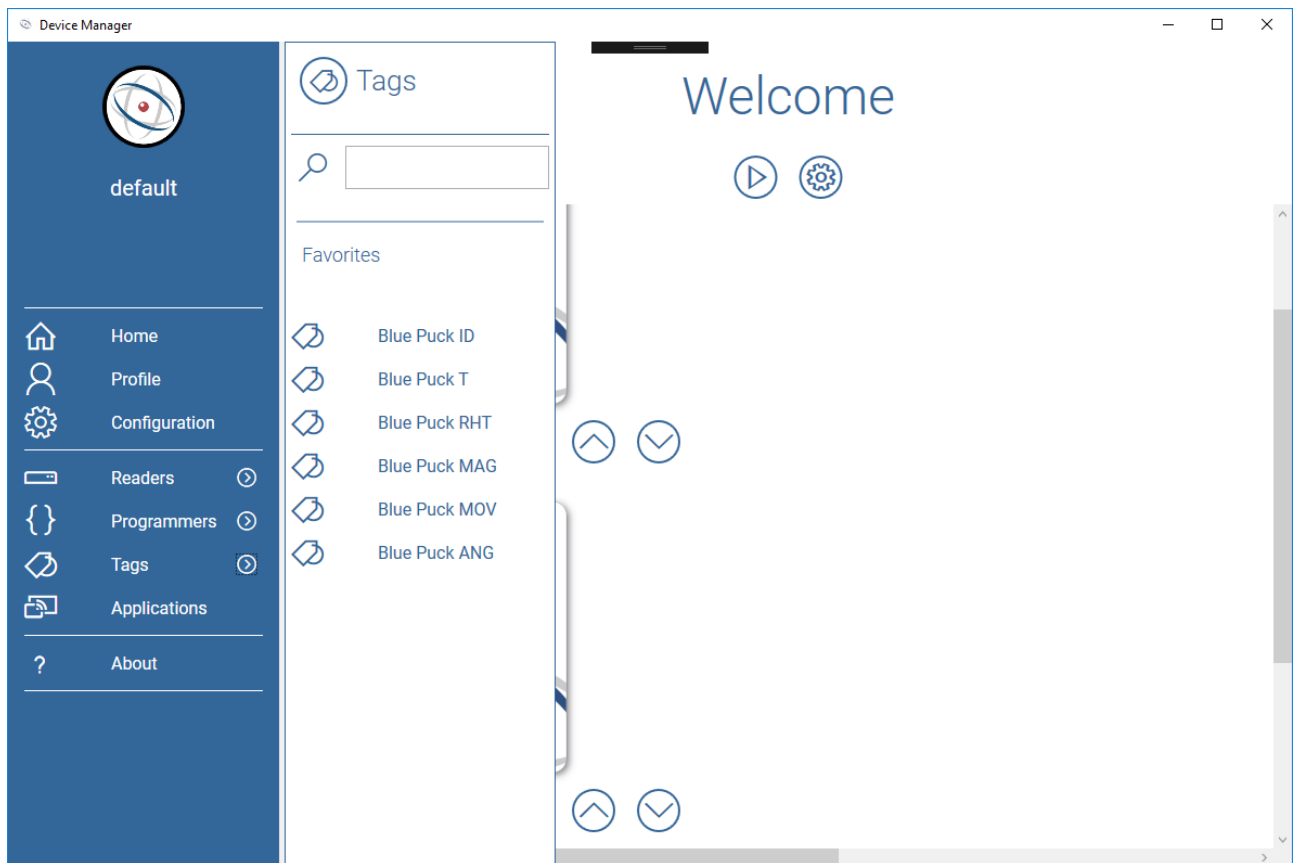 Device Manager
default
Home
Profile
Configuration
Readers
Programmers
Tags
Applications
?
About
Tags
Favorites
Blue Puck ID
Blue Puck T
Blue Puck RHT
Blue Puck MAG
Blue Puck MOV
Blue Puck ANG
Welcome